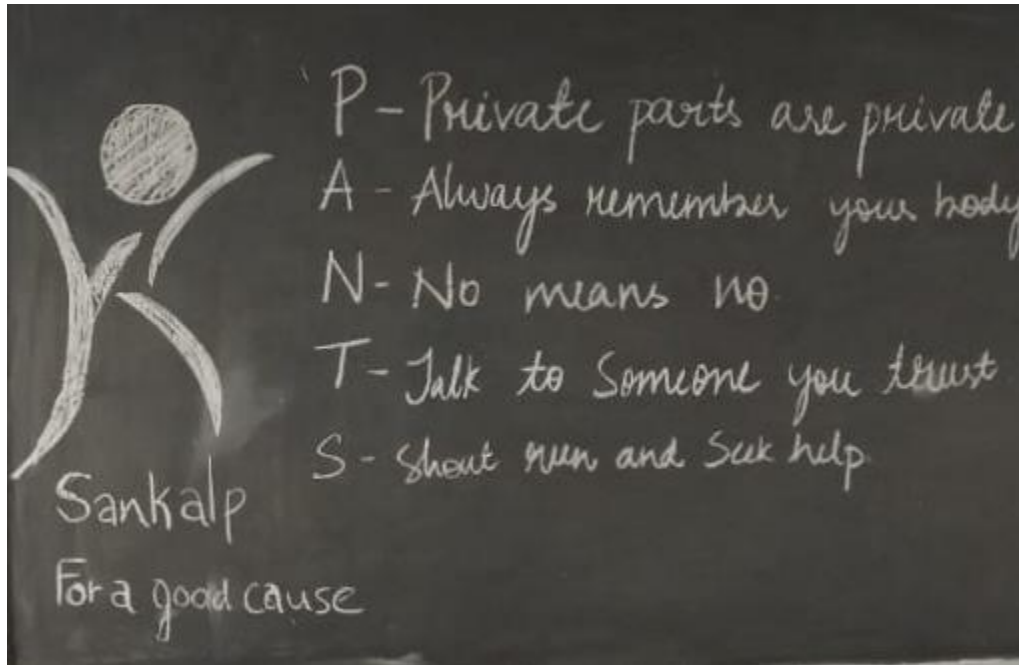 P - Private parts are private
A - Always remember your body
N - No means no
T - Talk to Someone you trust
S - Shout run and Seek help
Sankalp
For a good cause